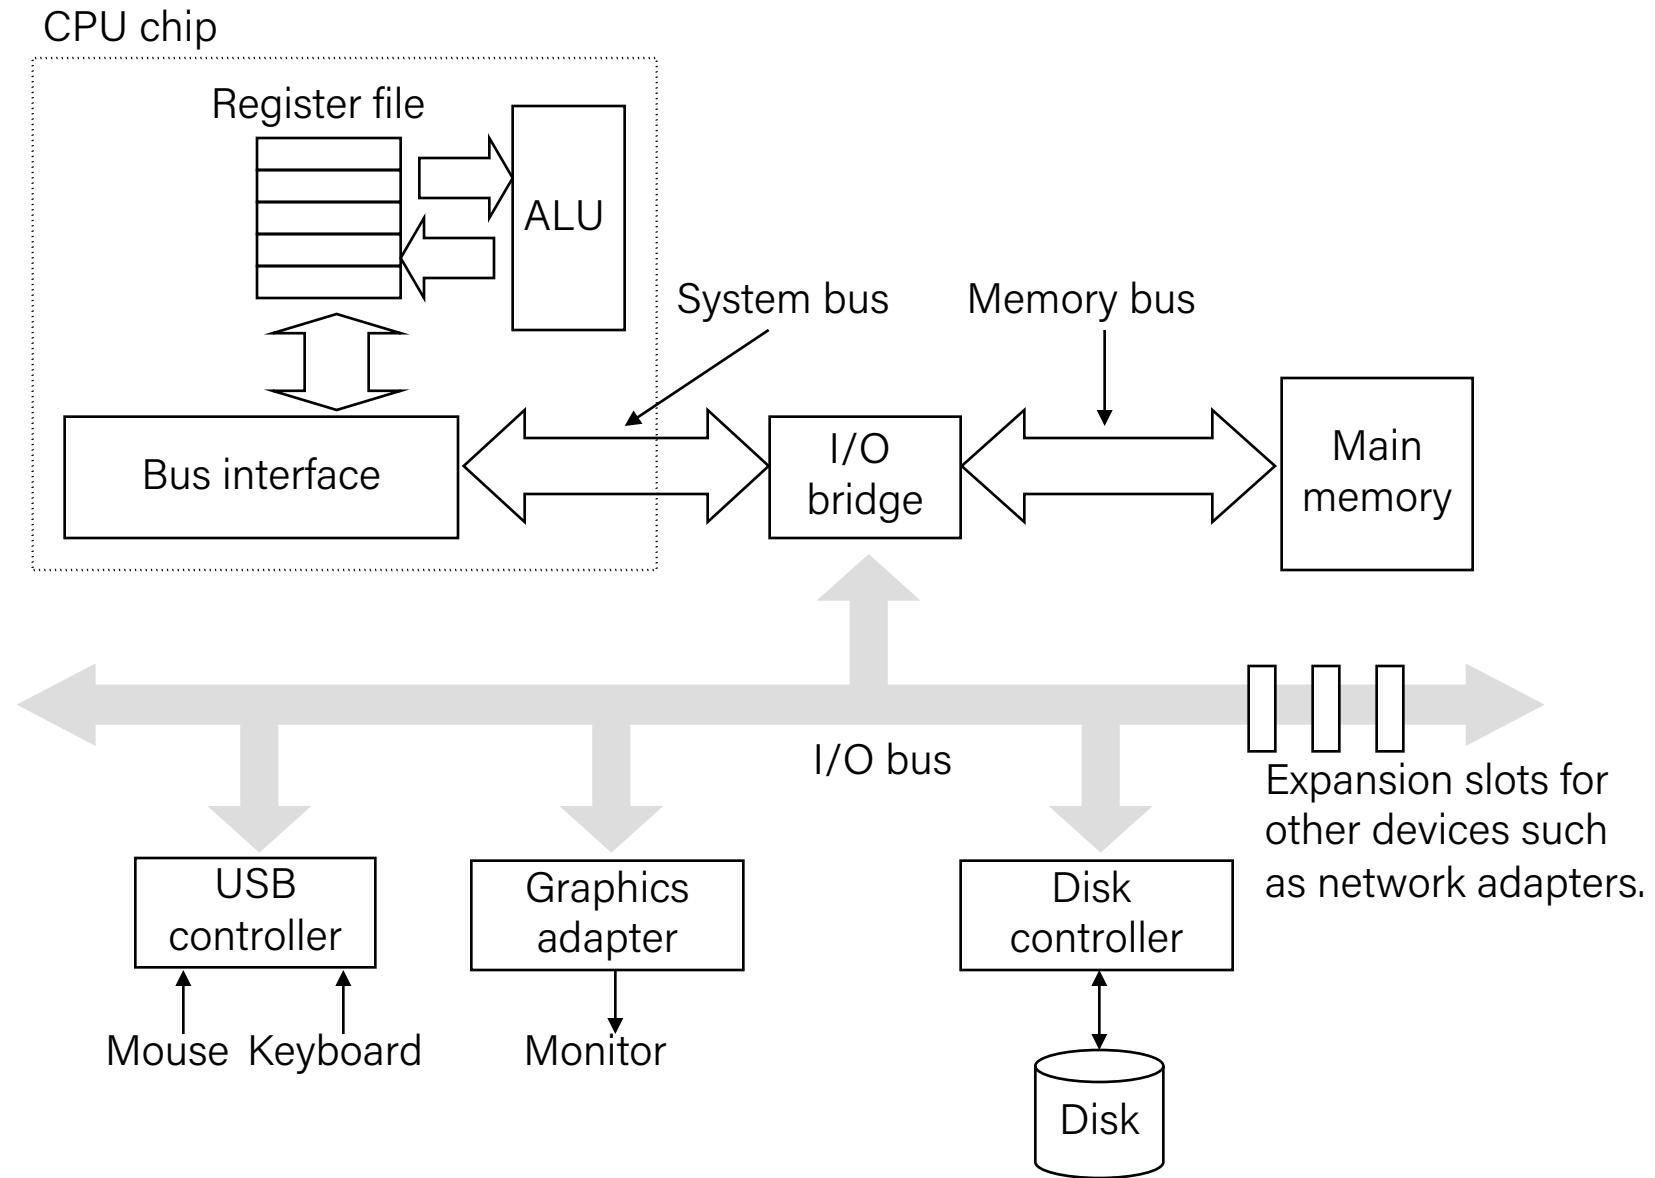 CPU chip
Register file
ALU
System bus
Memory bus
Bus interface
I/O
bridge
Main
memory
I/O bus
Expansion slots for
other devices such
as network adapters.
USB
controller
Graphics
adapter
Disk
controller
Mouse
Keyboard
Monitor
Disk